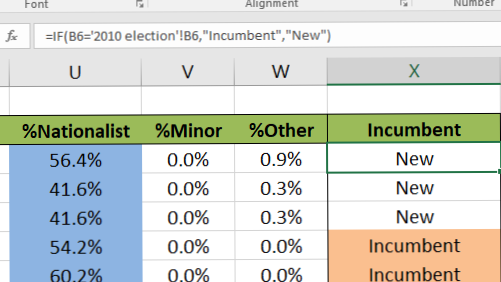 Font Alignment Number
fx =IF(B6='2010 election'!B6,"Incumbent","New")
U V W X
%Nationalist %Minor %Other Incumbent
56.4% 0.0% 0.9% New
41.6% 0.0% 0.3% New
41.6% 0.0% 0.3% New
54.2% 0.0% 0.0% Incumbent
60.2% 0.0% 0.0% Incumbent